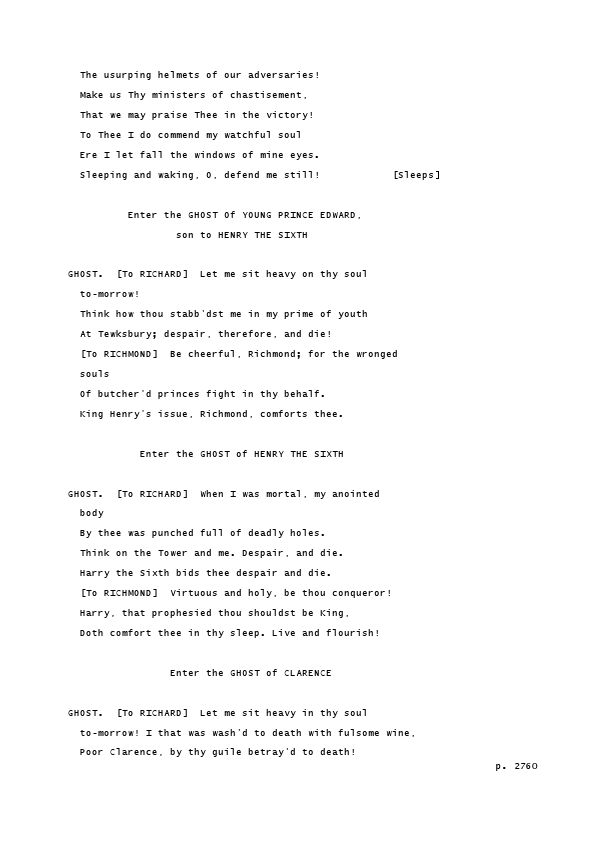 The usurping helmets of our adversaries!
Make us Thy ministers of chastisement,
That we may praise Thee in the victory!
To Thee I do commend my watchful soul
Ere I let fall the windows of mine eyes.
Sleeping and waking, O, defend me still! [Sleeps]
Enter the GHOST Of YOUNG PRINCE EDWARD,
son to HENRY THE SIXTH
GHOST. [To RICHARD] Let me sit heavy on thy soul
to-morrow!
Think how thou stabb'dst me in my prime of youth
At Tewksbury; despair, therefore, and die!
[To RICHMOND] Be cheerful, Richmond; for the wronged
souls
Of butcher'd princes fight in thy behalf.
King Henry's issue, Richmond, comforts thee.
Enter the GHOST of HENRY THE SIXTH
GHOST. [To RICHARD] When I was mortal, my anointed
body
By thee was punched full of deadly holes.
Think on the Tower and me. Despair, and die.
Harry the Sixth bids thee despair and die.
[To RICHMOND] Virtuous and holy, be thou conqueror!
Harry, that prophesied thou shouldst be King,
Doth comfort thee in thy sleep. Live and flourish!
Enter the GHOST of CLARENCE
GHOST. [To RICHARD] Let me sit heavy in thy soul
to-morrow! I that was wash'd to death with fulsome wine,
Poor Clarence, by thy guile betray'd to death!
p. 2760